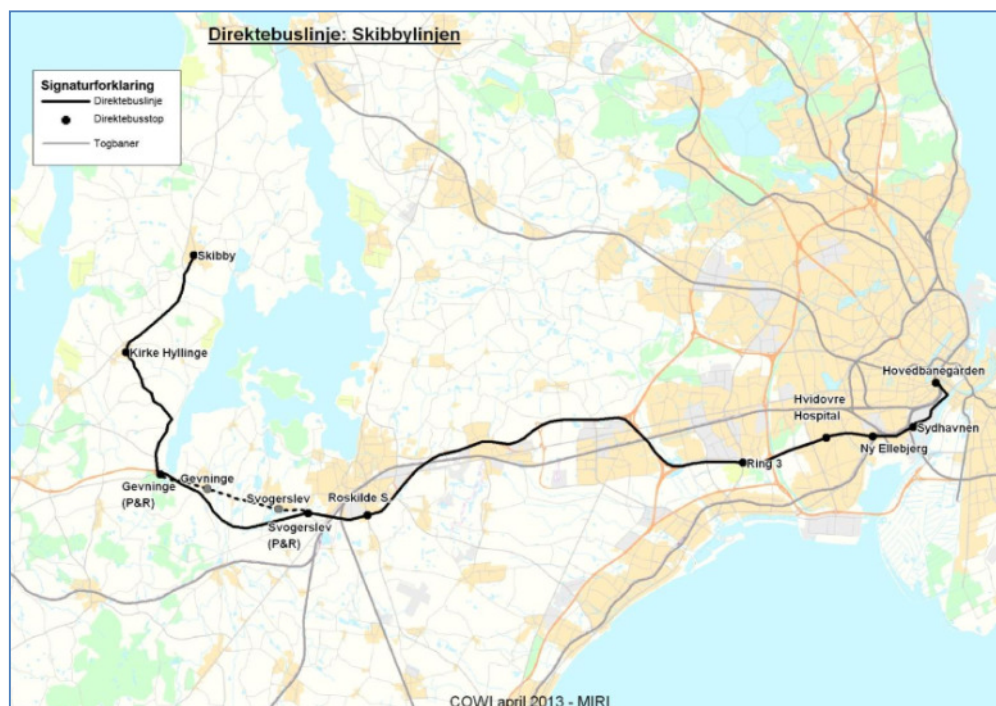 Direktebuslinje: Skibbylinjen
Signaturforklaring
Direktebuslinje
Direktebusstop
Togbaner
Skibby
Kirke Hyllinge
Gevninge
(P&R)
Gevninge
Svogerslev
Svogerslev
(P&R)
Roskilde S
Ring 3
Hvidovre
Hospital
Ny Ellebjerg
Sydhavnen
Hovedbanegården
COWI april 2013 - MIRI